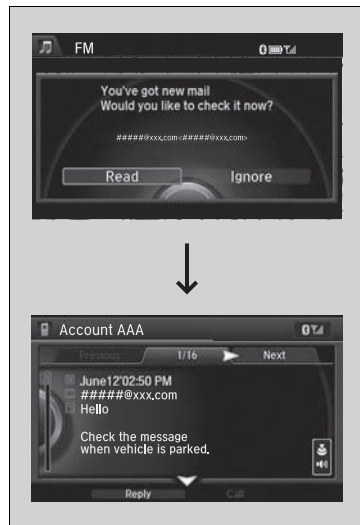 FM
You've got new mail
Would you like to check it now?
#####@xxx.com<#####@xxx.com>
Read Ignore
Account AAA
Previous 1/16 Next
June12'02:50 PM
#####@xxx.com
Hello
Check the message
when vehicle is parked.
Reply Call